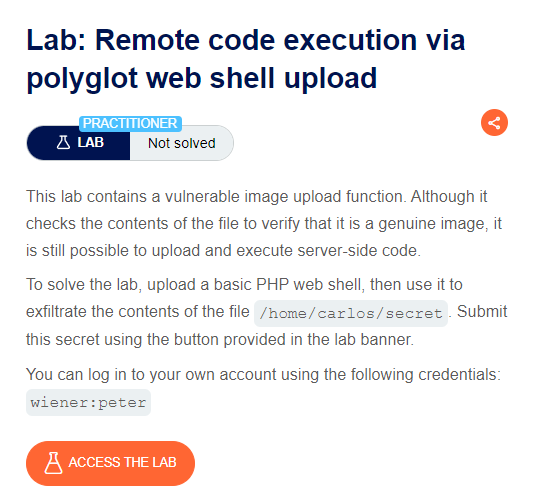 Lab: Remote code execution via
polyglot web shell upload
PRACTITIONER
LAB
Not solved
This lab contains a vulnerable image upload function. Although it
checks the contents of the file to verify that it is a genuine image, it
is still possible to upload and execute server-side code.
To solve the lab, upload a basic PHP web shell, then use it to
exfiltrate the contents of the file /home/carlos/secret . Submit
this secret using the button provided in the lab banner.
You can log in to your own account using the following credentials:
wiener:peter
ACCESS THE LAB